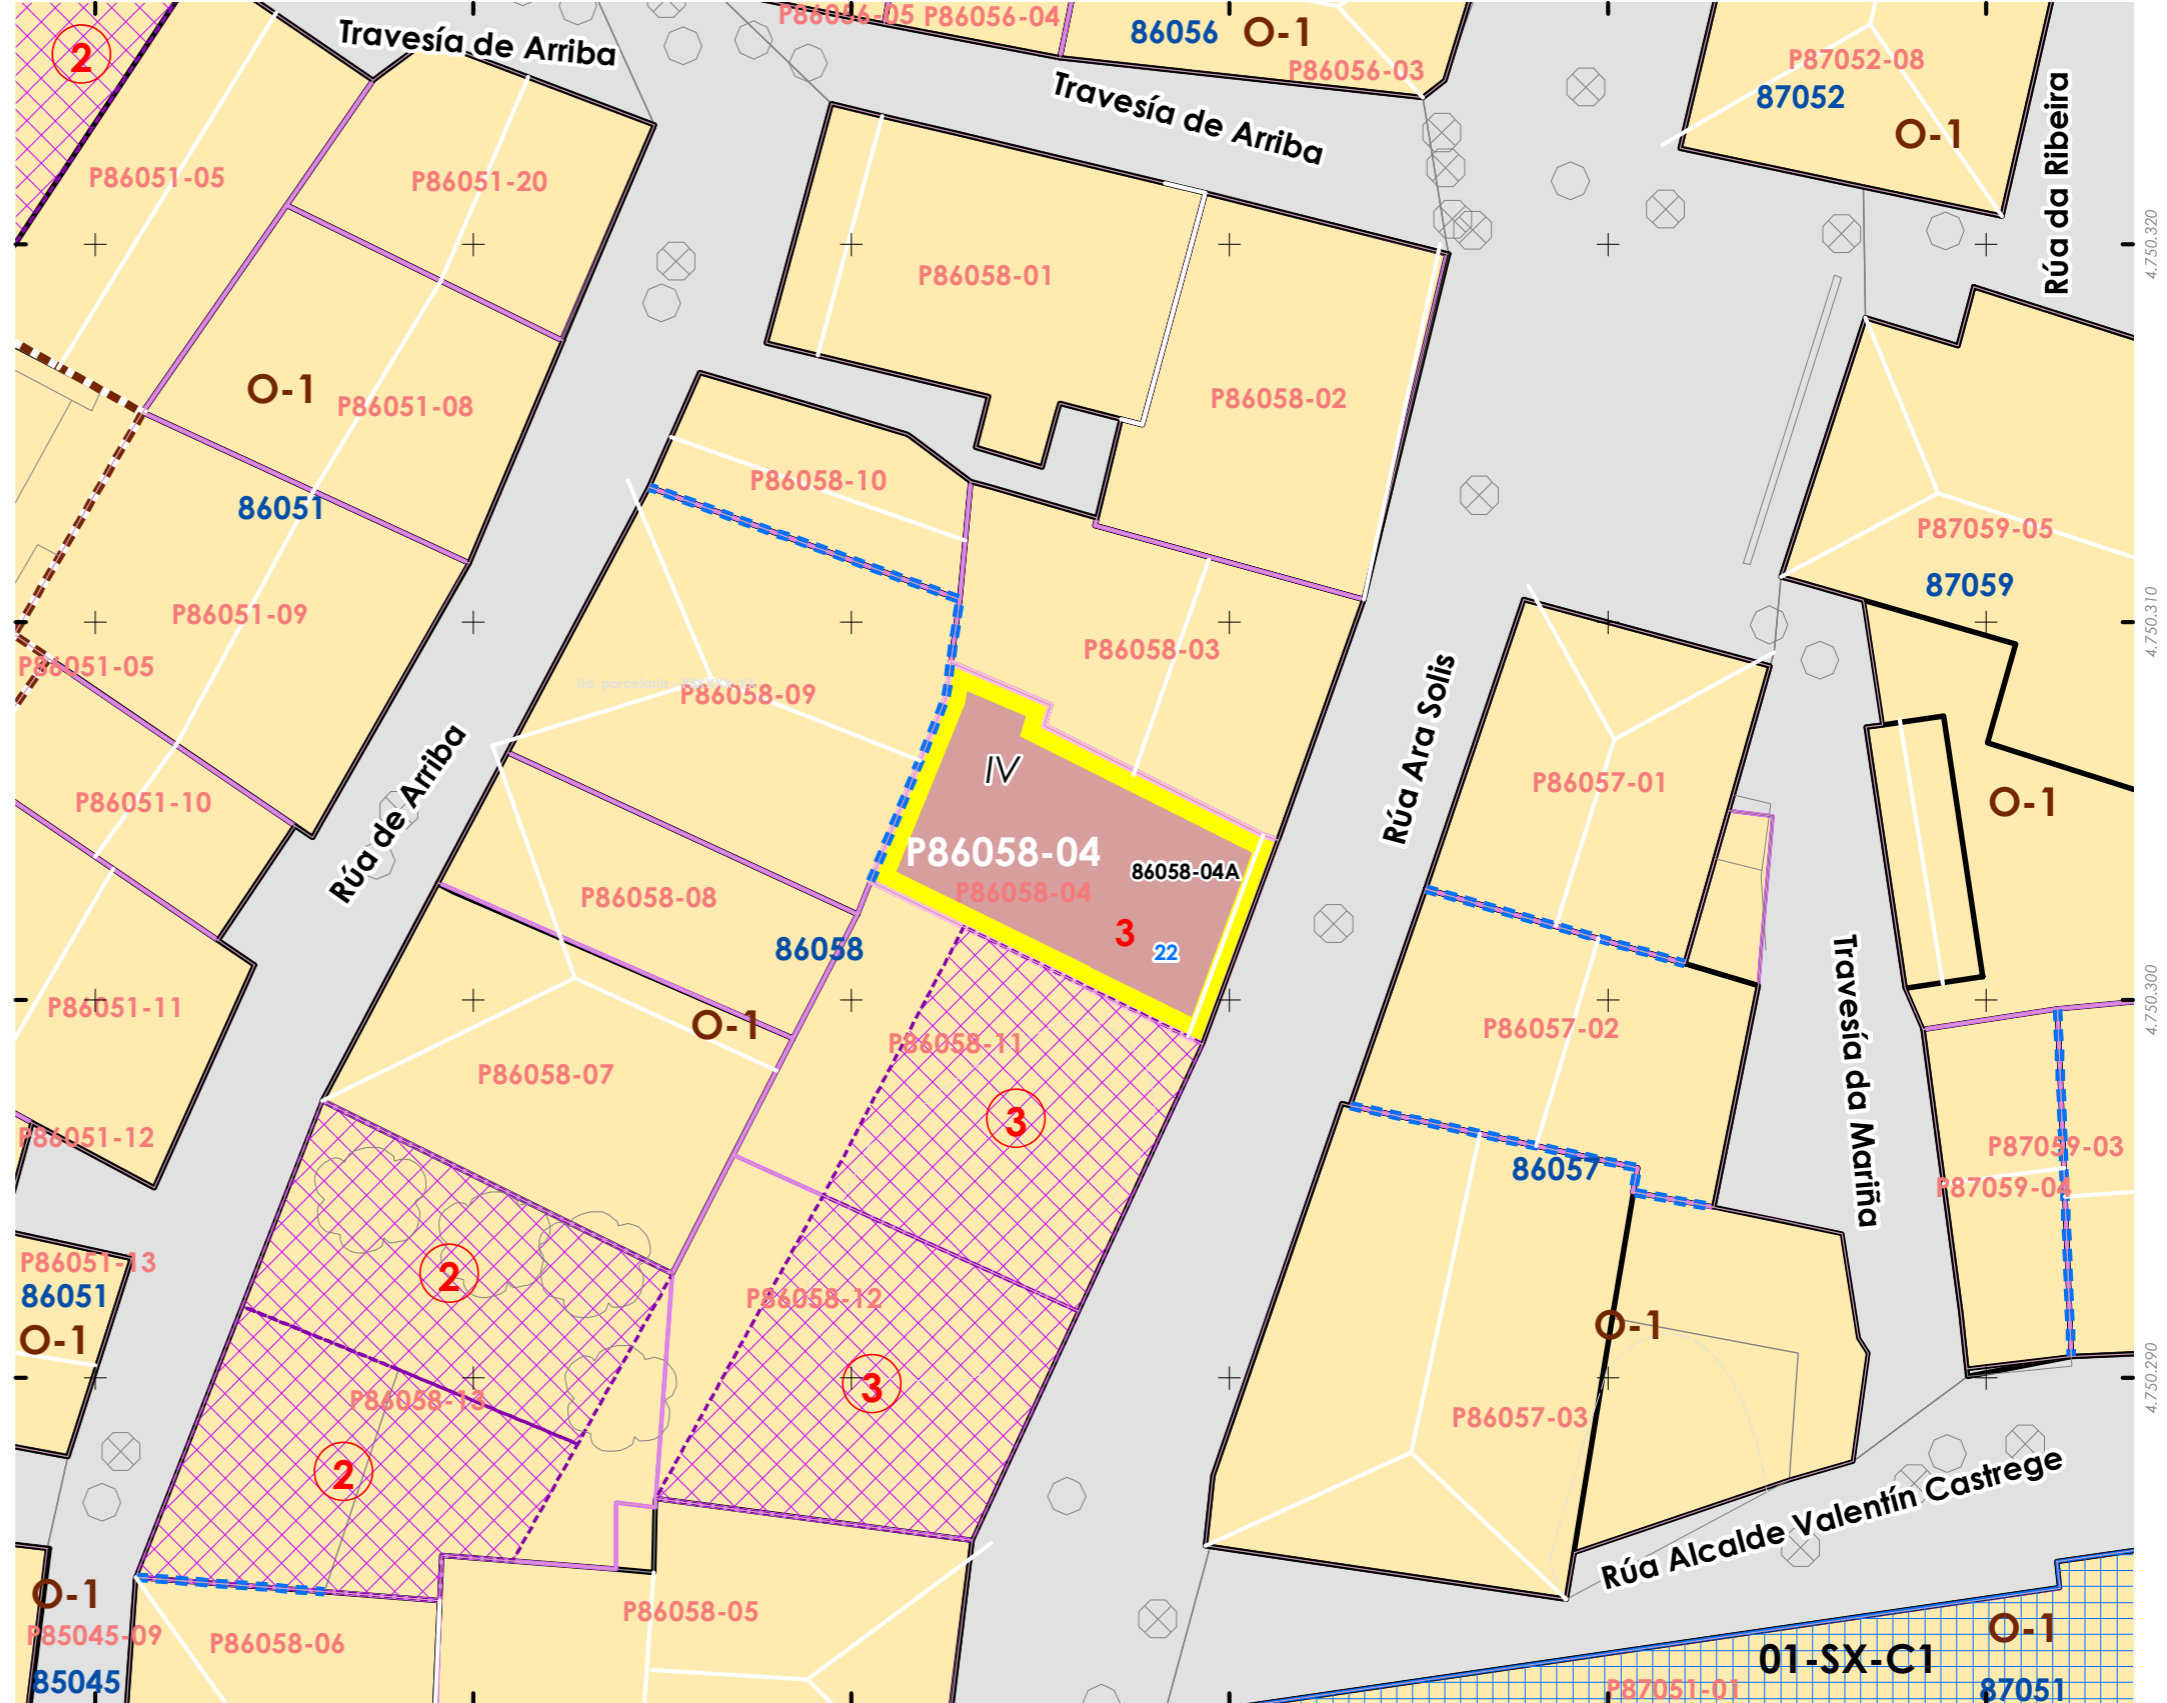 P86056-05
P86056-04
86056
O-1
P86056-03
Travesía de Arriba
2
Travesía de Arriba
P87052-08
87052
O-1
Rúa da Ribeira
P86051-05
P86051-20
4.750.320
P86058-01
O-1
P86051-08
P86058-02
P86058-10
86051
P87059-05
87059
P86051-09
4.750.310
P86058-03
P86051-05
P86058-09
Rúa Ara Solis
IV
P86057-01
P86051-10
O-1
Rúa de Arriba
P86058-04
86058-04A
P86058-04
P86058-08
3
22
86058
P86051-11
O-1
P86057-02
4.750.300
P86058-11
P86058-07
Travesía da Mariña
3
P86051-12
P87059-03
86057
P87059-04
P86051-13
2
86051
P86058-12
O-1
O-1
3
4.750.290
P86058-13
P86057-03
2
Rúa Alcalde Valentín Castrege
O-1
P86058-05
P85045-09
P86058-06
O-1
01-SX-C1
85045
P87051-01
87051